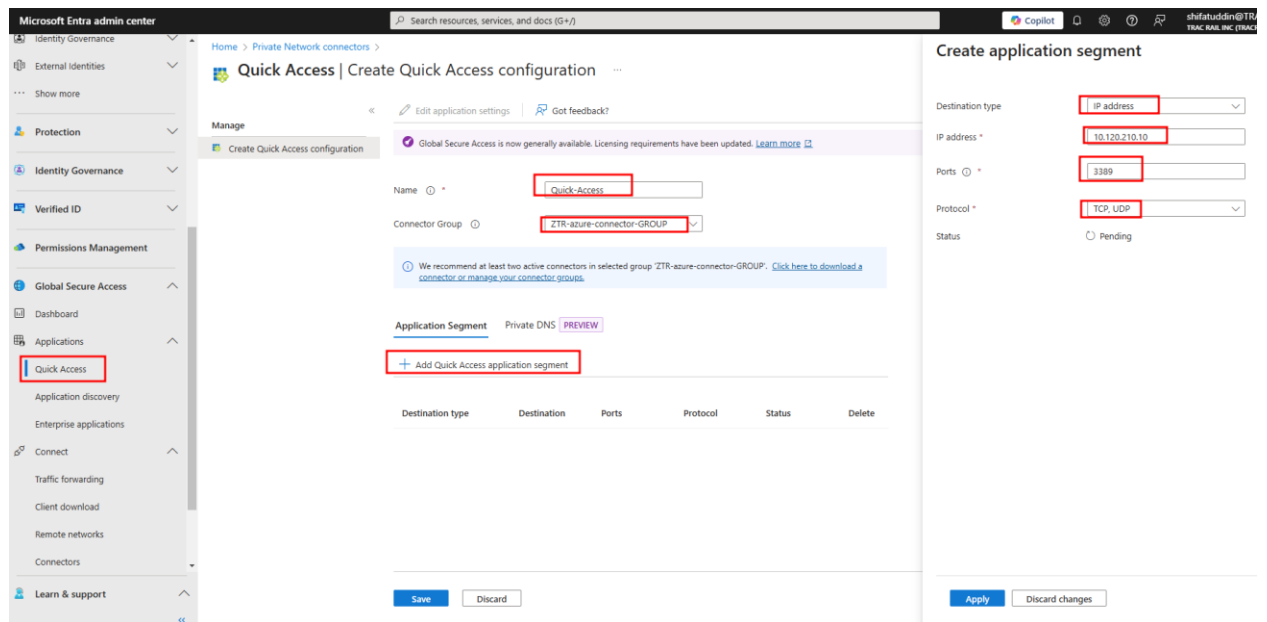 Microsoft Entra admin center
Search resources, services, and docs (G+/)
Copilot
shifatuddin@TRA
TRAC RAIL INC (TRACR
Identity Governance
External Identities
Show more
Protection
Identity Governance
Verified ID
Permissions Management
Global Secure Access
Dashboard
Applications
Quick Access
Application discovery
Enterprise applications
Connect
Traffic forwarding
Client download
Remote networks
Connectors
Learn & support
Home > Private Network connectors >
Quick Access | Create Quick Access configuration ...
Manage
Create Quick Access configuration
Edit application settings
Got feedback?
Global Secure Access is now generally available. Licensing requirements have been updated. Learn more
Name *
Quick-Access
Connector Group
ZTR-azure-connector-GROUP
We recommend at least two active connectors in selected group 'ZTR-azure-connector-GROUP'. Click here to download a
connector or manage your connector groups.
Application Segment
Private DNS PREVIEW
+ Add Quick Access application segment
Destination type Destination Ports Protocol Status Delete
Save
Discard
Create application segment
Destination type
IP address
IP address *
10.120.210.10
Ports *
3389
Protocol *
TCP, UDP
Status
Pending
Apply
Discard changes